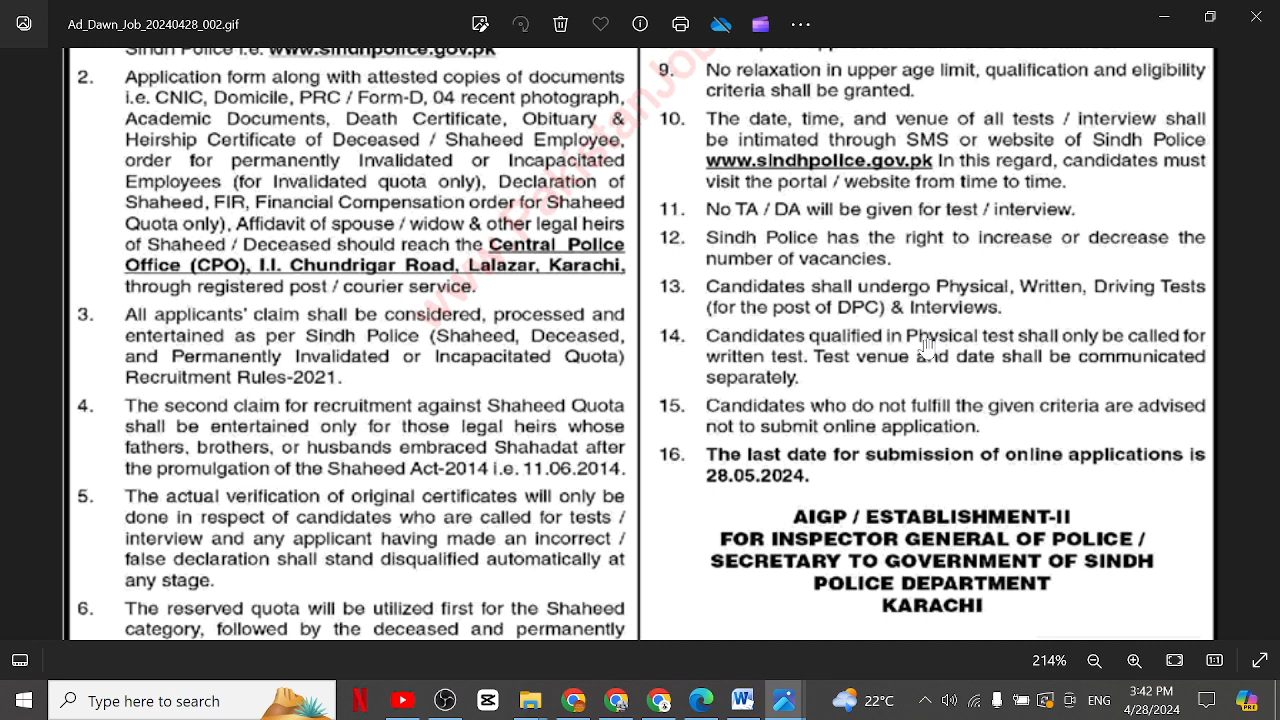 Ad_Dawn_Job_20240428_002.gif
Sindh Police i.e. www.sindhpolice.gov.pk
2. Application form along with attested copies of documents
i.e. CNIC, Domicile, PRC / Form-D, 04 recent photograph,
Academic Documents, Death Certificate, Obituary &
Heirship Certificate of Deceased / Shaheed Employee,
order for permanently Invalidated or Incapacitated
Employees (for Invalidated quota only), Declaration of
Shaheed, FIR, Financial Compensation order for Shaheed
Quota only), Affidavit of spouse / widow & other legal heirs
of Shaheed / Deceased should reach the Central Police
Office (CPO), I.I. Chundrigar Road, Lalazar, Karachi,
through registered post / courier service.
3. All applicants' claim shall be considered, processed and
entertained as per Sindh Police (Shaheed, Deceased,
and Permanently Invalidated or Incapacitated Quota)
Recruitment Rules-2021.
4. The second claim for recruitment against Shaheed Quota
shall be entertained only for those legal heirs whose
fathers, brothers, or husbands embraced Shahadat after
the promulgation of the Shaheed Act-2014 i.e. 11.06.2014.
5. The actual verification of original certificates will only be
done in respect of candidates who are called for tests /
interview and any applicant having made an incorrect /
false declaration shall stand disqualified automatically at
any stage.
6. The reserved quota will be utilized first for the Shaheed
category, followed by the deceased and permanently
9. No relaxation in upper age limit, qualification and eligibility
criteria shall be granted.
10. The date, time, and venue of all tests / interview shall
be intimated through SMS or website of Sindh Police
www.sindhpolice.gov.pk In this regard, candidates must
visit the portal / website from time to time.
11. No TA / DA will be given for test / interview.
12. Sindh Police has the right to increase or decrease the
number of vacancies.
13. Candidates shall undergo Physical, Written, Driving Tests
(for the post of DPC) & Interviews.
14. Candidates qualified in Physical test shall only be called for
written test. Test venue and date shall be communicated
separately.
15. Candidates who do not fulfill the given criteria are advised
not to submit online application.
16. The last date for submission of online applications is
28.05.2024.
AIGP / ESTABLISHMENT-II
FOR INSPECTOR GENERAL OF POLICE /
SECRETARY TO GOVERNMENT OF SINDH
POLICE DEPARTMENT
KARACHI
www.PakistanJob
214%
Type here to search
22°C
ENG
3:42 PM
4/28/2024